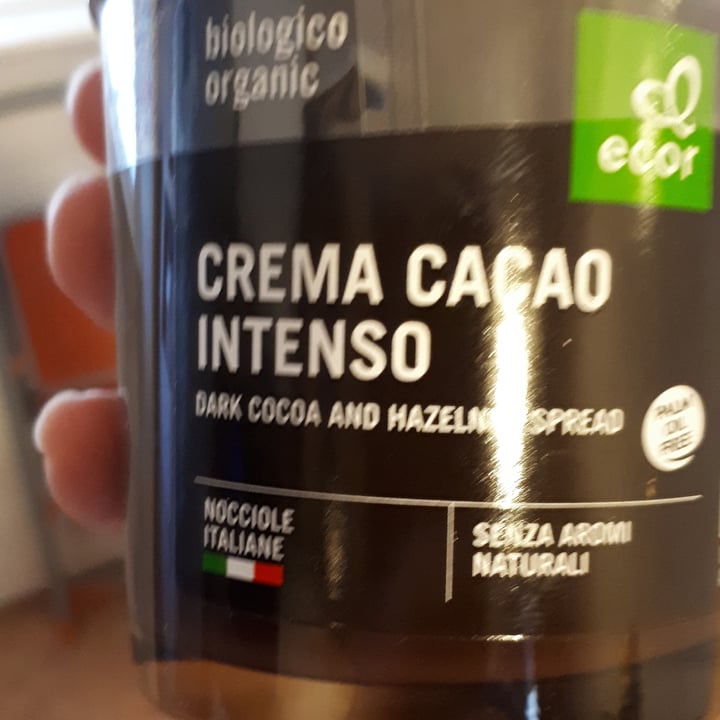 biologico
organic
ecor
CREMA CACAO
INTENSO
DARK COCOA AND HAZELNUT SPREAD
PALM
OIL
FREE
NOCCIOLE
ITALIANE
SENZA AROMI
NATURALI